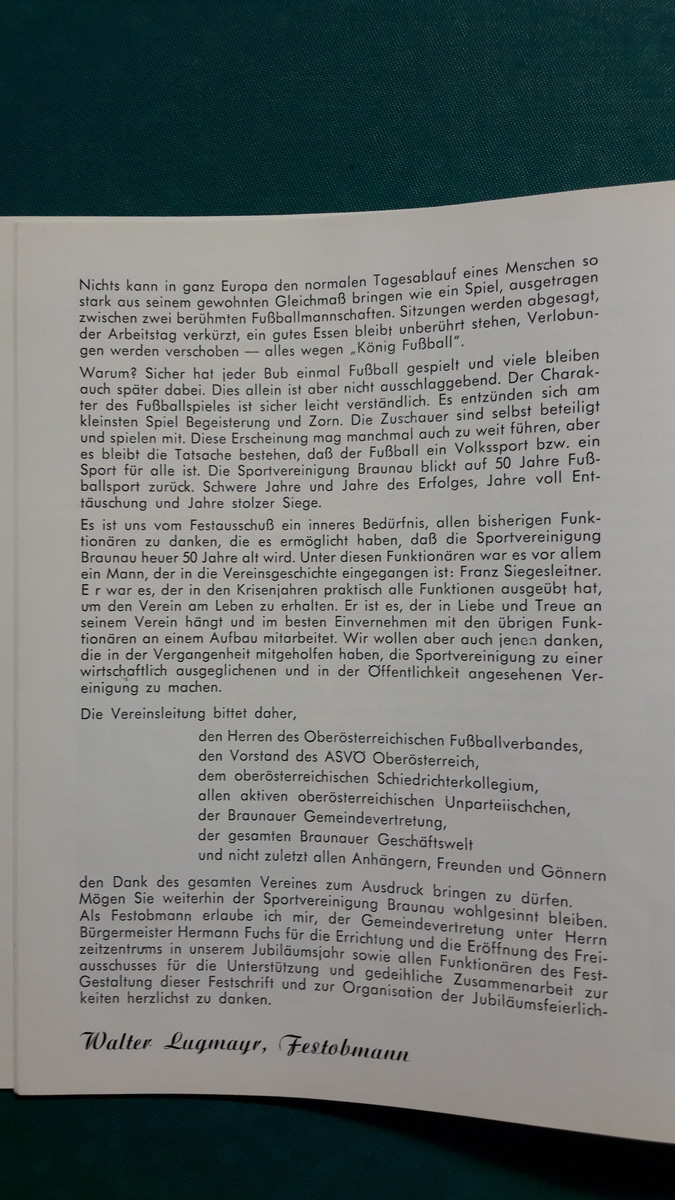 Nichts kann in ganz Europa den normalen Tagesablauf eines Menschen so
stark aus seinem gewohnten Gleichmaß bringen wie ein Spiel, ausgetragen
zwischen zwei berühmten Fußballmannschaften. Sitzungen werden abgesagt,
der Arbeitstag verkürzt, ein gutes Essen bleibt unberührt stehen, Verlobun-
gen werden verschoben — alles wegen „König Fußball“.
Warum? Sicher hat jeder Bub einmal Fußball gespielt und viele bleiben
auch später dabei. Dies allein ist aber nicht ausschlaggebend. Der Charak-
ter des Fußballspieles ist sicher leicht verständlich. Es entzünden sich am
kleinsten Spiel Begeisterung und Zorn. Die Zuschauer sind selbst beteiligt
und spielen mit. Diese Erscheinung mag manchmal auch zu weit führen, aber
es bleibt die Tatsache bestehen, daß der Fußball ein Volkssport bzw. ein
Sport für alle ist. Die Sportvereinigung Braunau blickt auf 50 Jahre Fuß-
ballsport zurück. Schwere Jahre und Jahre des Erfolges, Jahre voll Ent-
täuschung und Jahre stolzer Siege.
Es ist uns vom Festausschuß ein inneres Bedürfnis, allen bisherigen Funk-
tionären zu danken, die es ermöglicht haben, daß die Sportvereinigung
Braunau heuer 50 Jahre alt wird. Unter diesen Funktionären war es vor allem
ein Mann, der in die Vereinsgeschichte eingegangen ist: Franz Siegesleitner.
E r war es, der in den Krisenjahren praktisch alle Funktionen ausgeübt hat,
um den Verein am Leben zu erhalten. Er ist es, der in Liebe und Treue an
seinem Verein hängt und im besten Einvernehmen mit den übrigen Funk-
tionären an einem Aufbau mitarbeitet. Wir wollen aber auch jenen danken,
die in der Vergangenheit mitgeholfen haben, die Sportvereinigung zu einer
wirtschaftlich ausgeglichenen und in der Öffentlichkeit angesehenen Ver-
einigung zu machen.
Die Vereinsleitung bittet daher,
den Herren des Oberösterreichischen Fußballverbandes,
den Vorstand des ASVÖ Oberösterreich,
dem oberösterreichischen Schiedrichterkollegium,
allen aktiven oberösterreichischen Unparteiischchen,
der Braunauer Gemeindevertretung,
der gesamten Braunauer Geschäftswelt
und nicht zuletzt allen Anhängern, Freunden und Gönnern
den Dank des gesamten Vereines zum Ausdruck bringen zu dürfen.
Mögen Sie weiterhin der Sportvereinigung Braunau wohlgesinnt bleiben.
Als Festobmann erlaube ich mir, der Gemeindevertretung unter Herrn
Bürgermeister Hermann Fuchs für die Errichtung und die Eröffnung des Frei-
zeitzentrums in unserem Jubiläumsjahr sowie allen Funktionären des Fest-
ausschusses für die Unterstützung und gedeihliche Zusammenarbeit zur
Gestaltung dieser Festschrift und zur Organisation der Jubiläumsfeierlich-
keiten herzlichst zu danken.
Walter Lugmayr, Festobmann